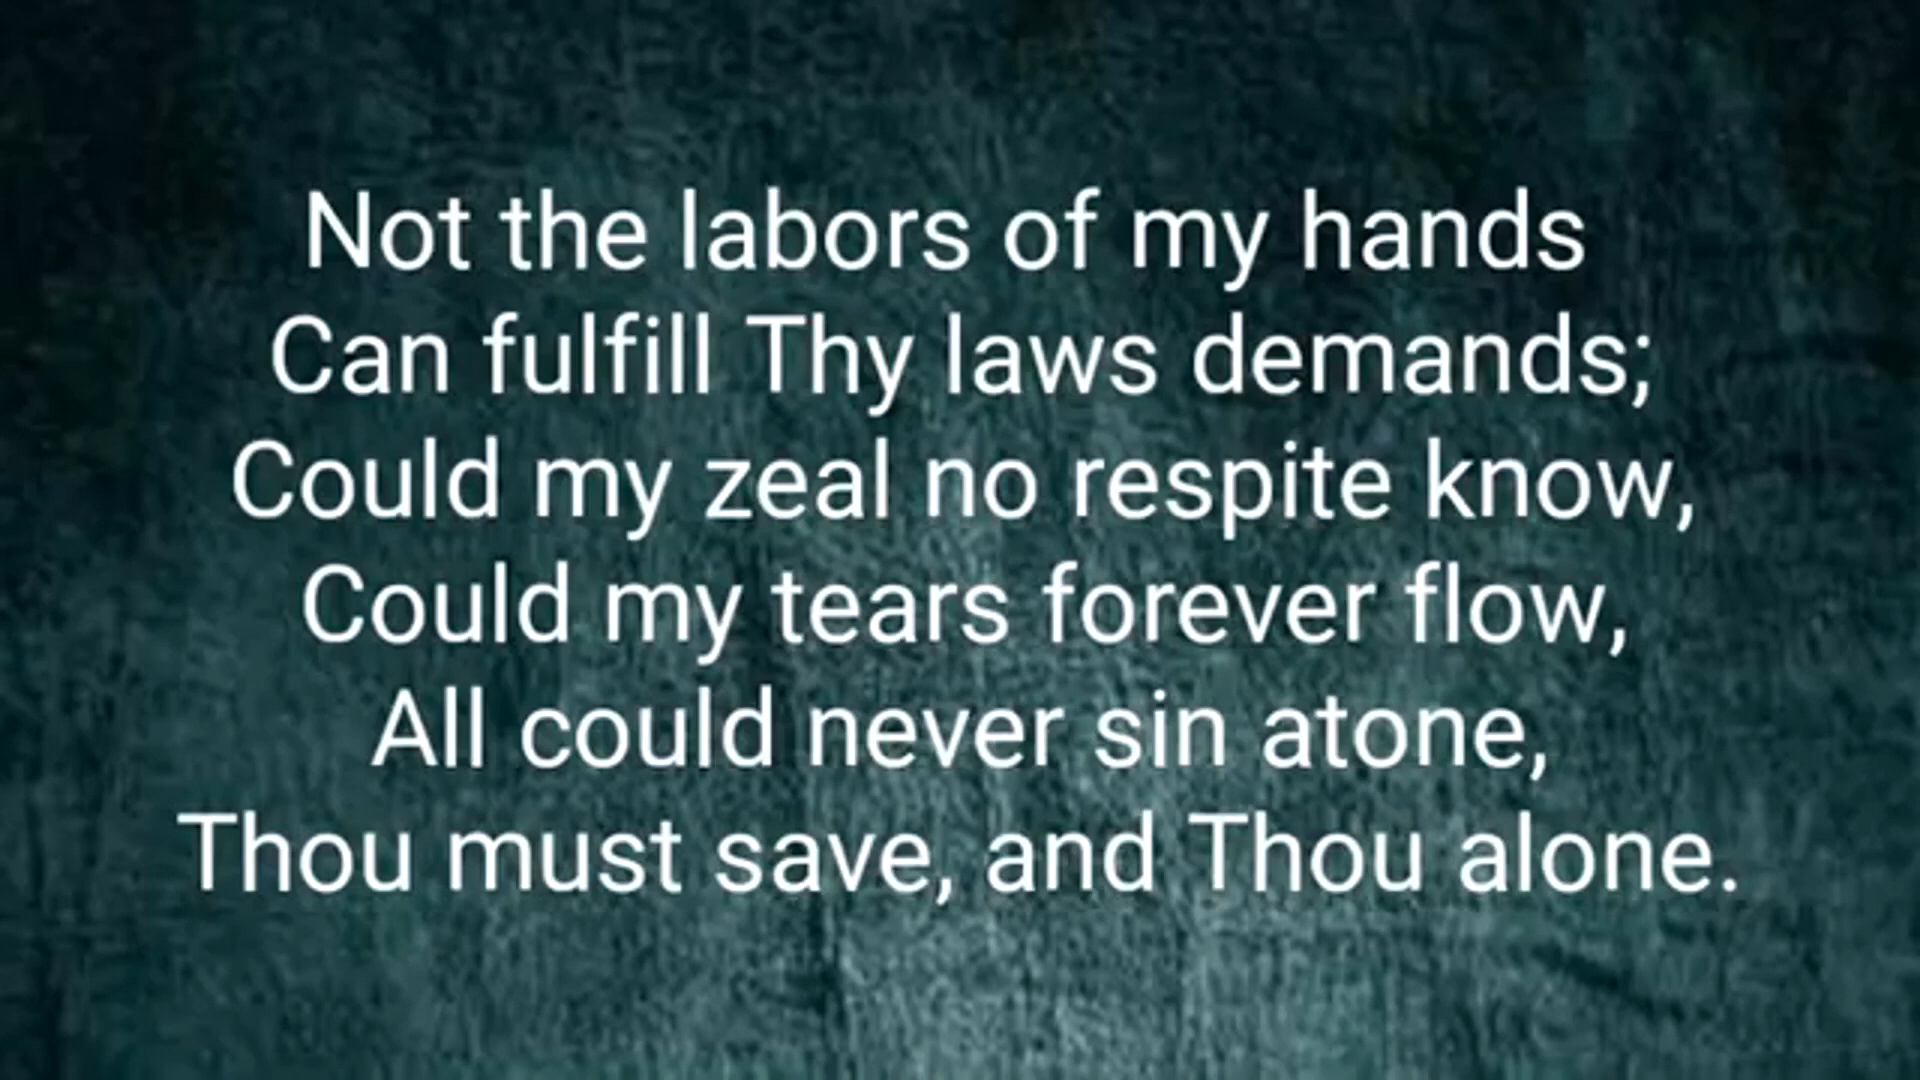 Not the labors of my hands
Can fulfill Thy laws demands;
Could my zeal no respite know,
Could my tears forever flow,
All could never sin atone,
Thou must save, and Thou alone.